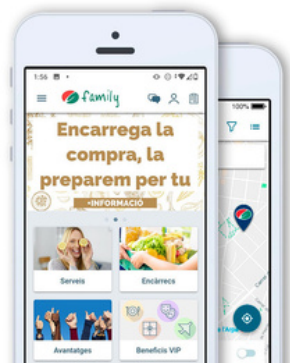 1:56
100%
family
Encarrega la
compra, la
preparem per tu
+INFORMACIÓ
Serveis
Encàrrecs
Avantatges
Beneficis VIP